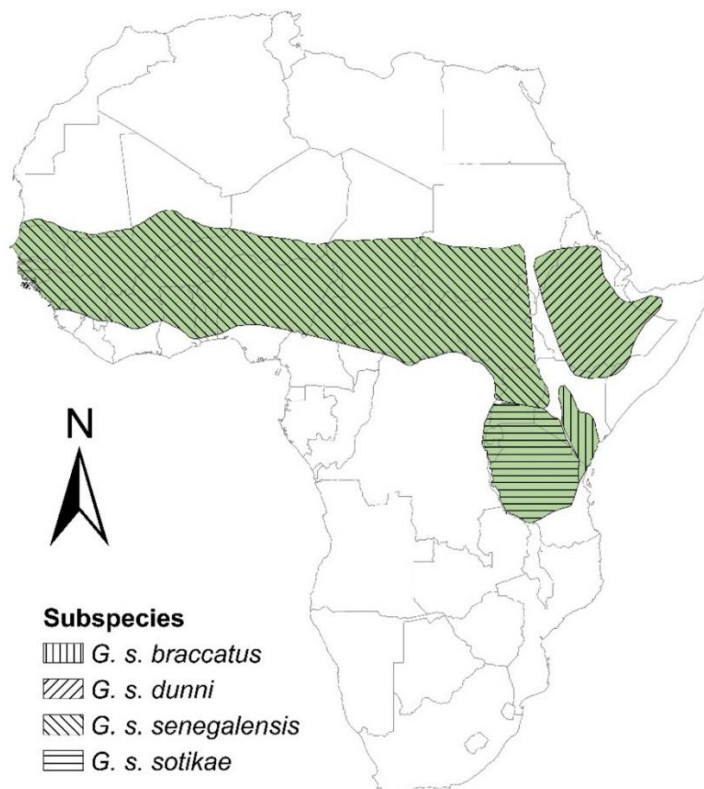 N
Subspecies
G. s. braccatus
G. s. dunni
G. s. senegalensis
G. s. sotikae